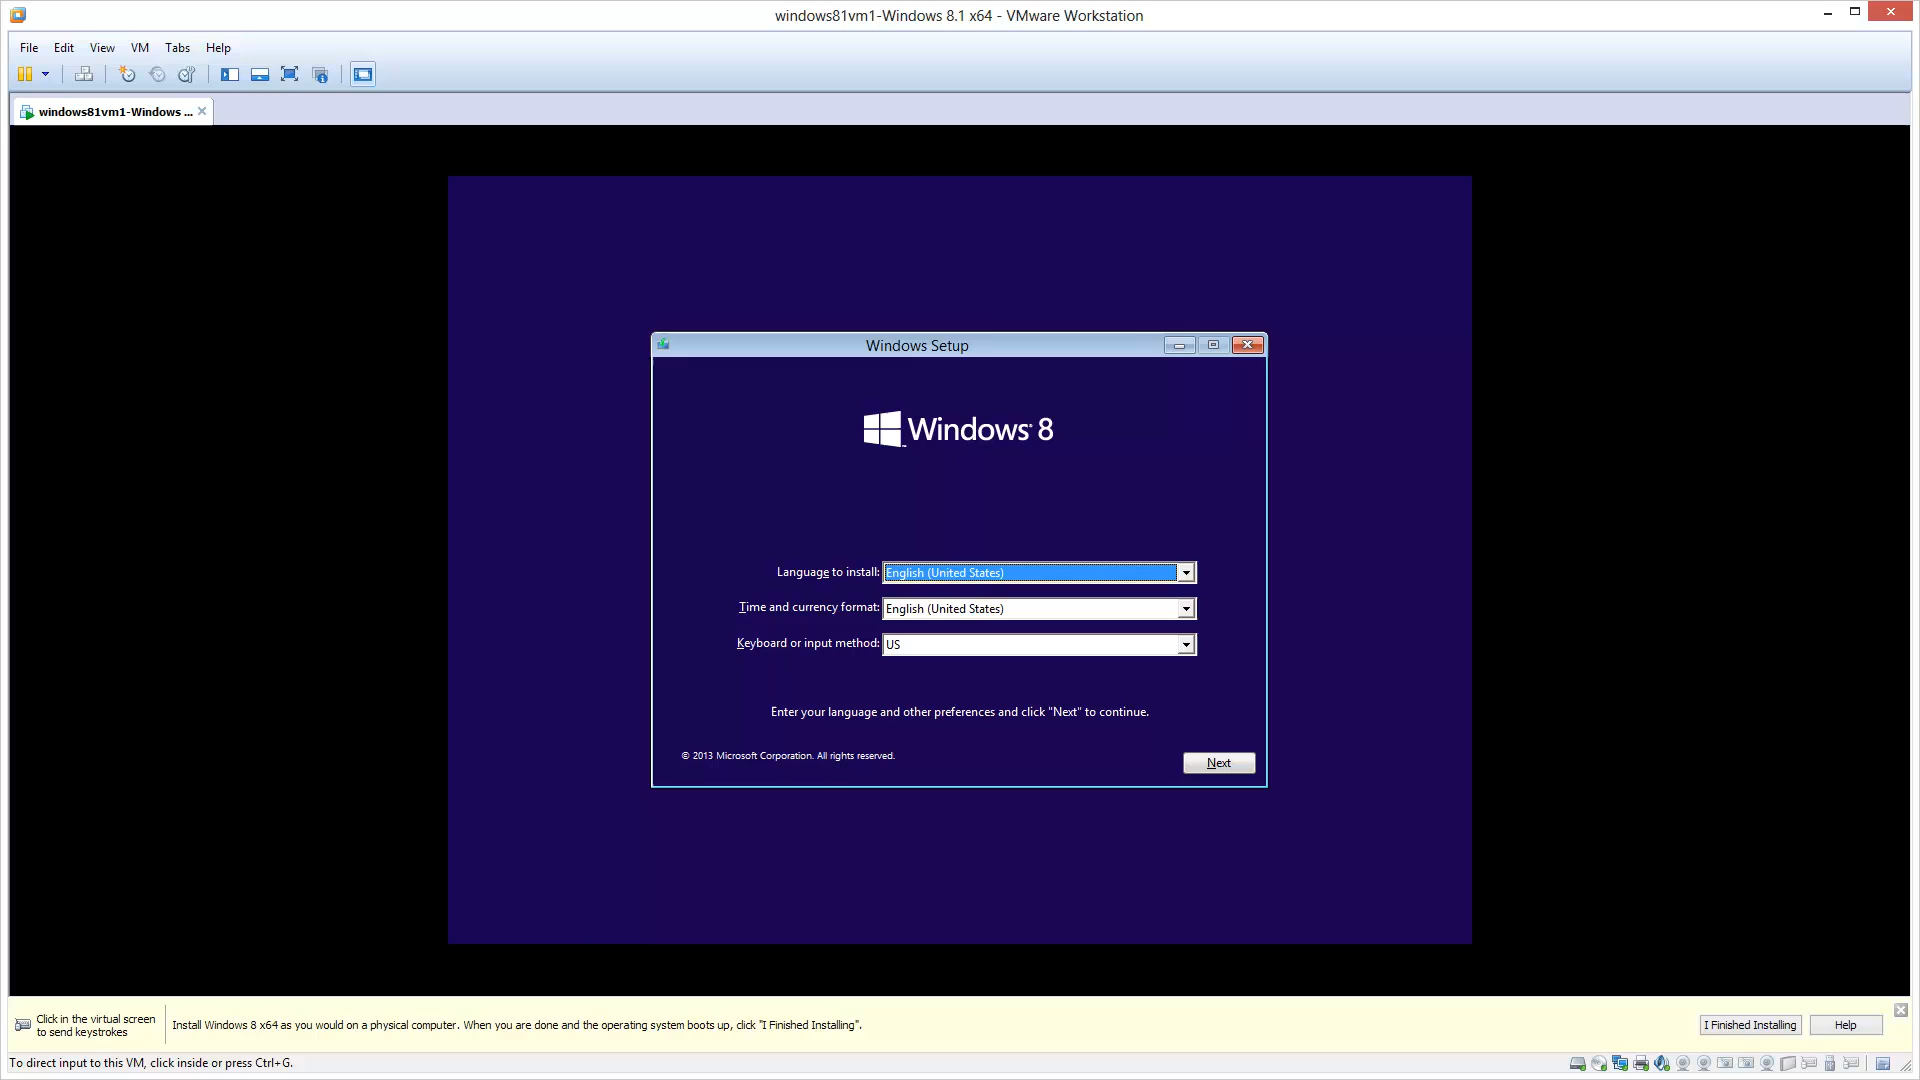 windows81vm1-Windows 8.1 x64 - VMware Workstation
File Edit View VM Tabs Help
windows81vm1-Windows ...
Windows Setup
Windows 8
Language to install: English (United States)
Time and currency format: English (United States)
Keyboard or input method: US
Enter your language and other preferences and click "Next" to continue.
© 2013 Microsoft Corporation. All rights reserved.
Next
Click in the virtual screen
to send keystrokes
Install Windows 8 x64 as you would on a physical computer. When you are done and the operating system boots up, click "I Finished Installing".
I Finished Installing
Help
To direct input to this VM, click inside or press Ctrl+G.